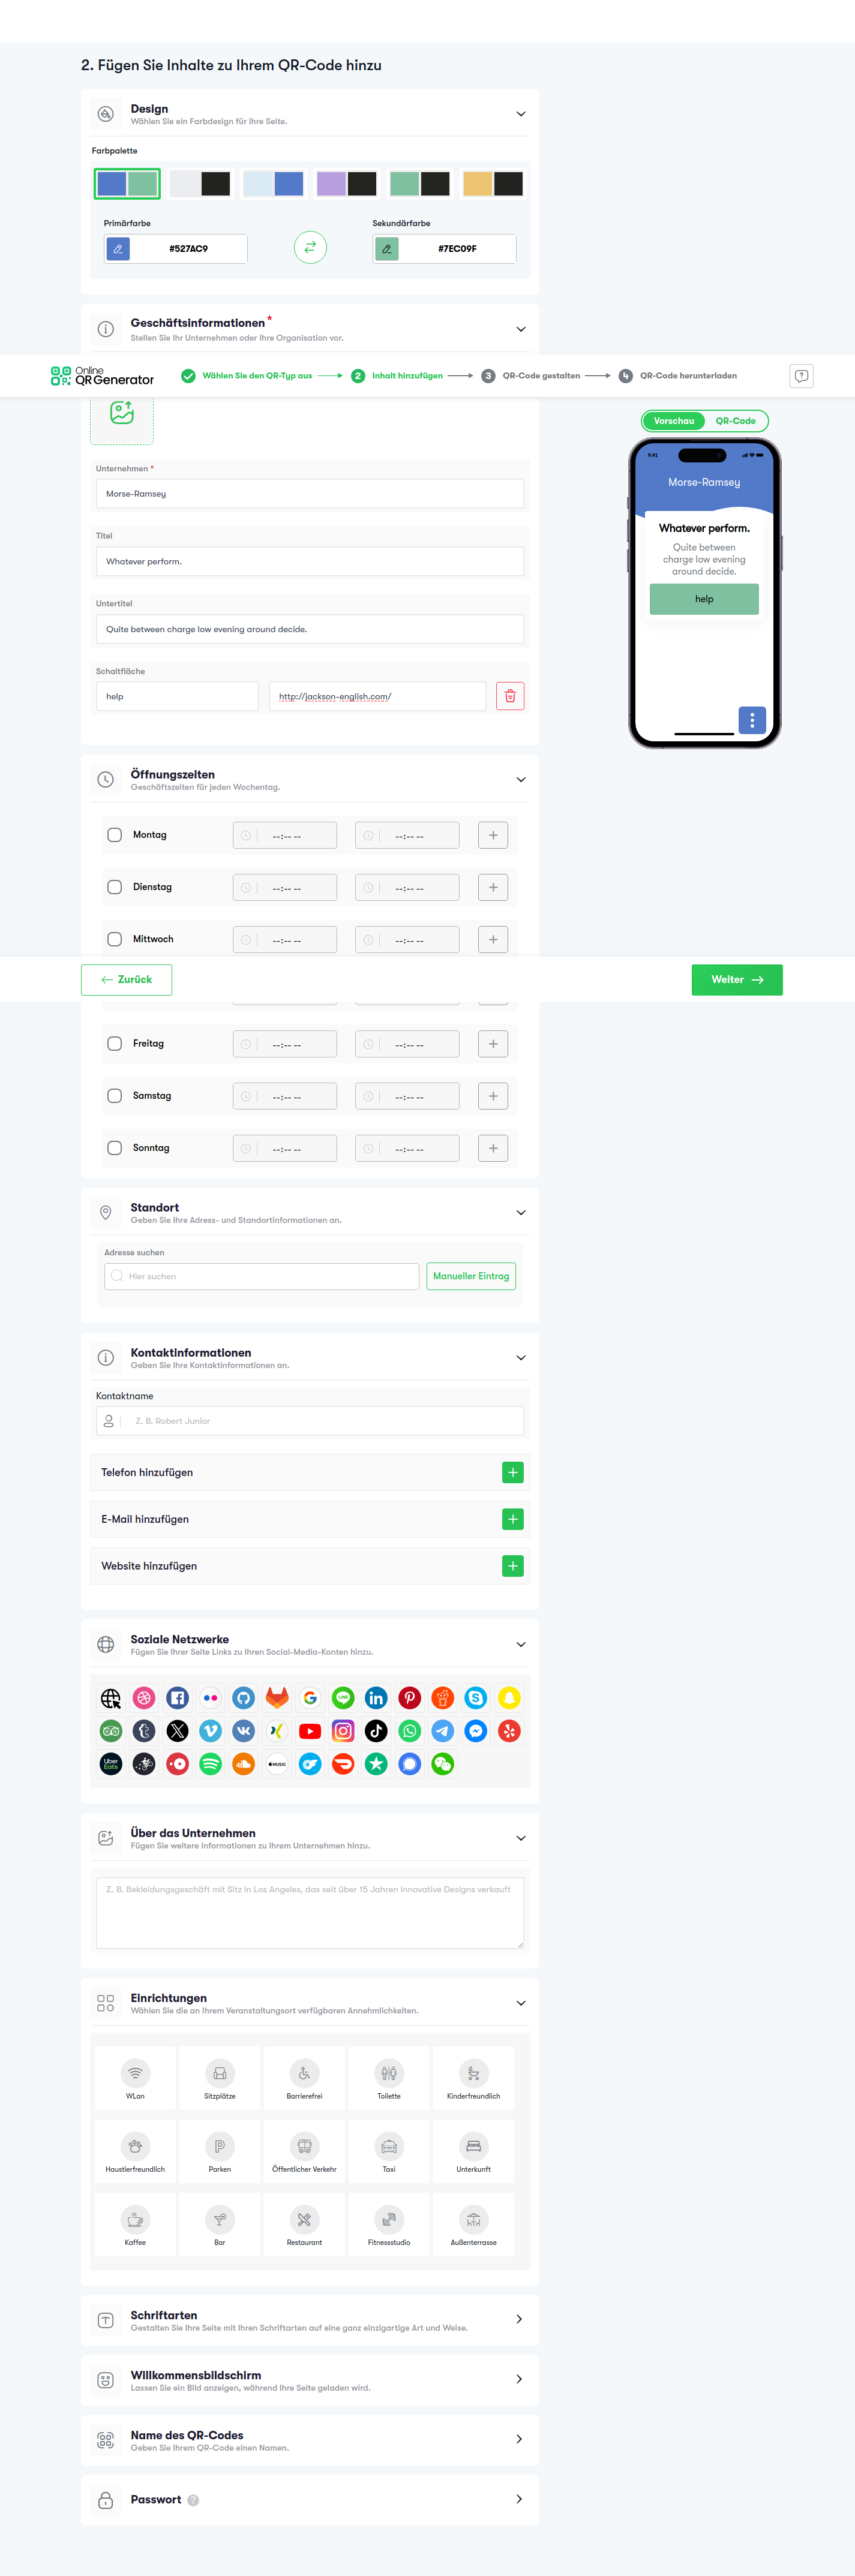 2. Fügen Sie Inhalte zu Ihrem QR-Code hinzu
Design
Wählen Sie ein Farbdesign für Ihre Seite.
Farbpalette
Primärfarbe
Sekundärfarbe
#527AC9
#7EC09F
Geschäftsinformationen *
Stellen Sie Ihr Unternehmen oder Ihre Organisation vor.
Online
QR Generator
Wählen Sie den QR-Typ aus
2 Inhalt hinzufügen
3 QR-Code gestalten
4 QR-Code herunterladen
Vorschau
QR-Code
9:41
Morse-Ramsey
Whatever perform.
Quite between
charge low evening
around decide.
help
Unternehmen *
Morse-Ramsey
Titel
Whatever perform.
Untertitel
Quite between charge low evening around decide.
Schaltfläche
help
http://jackson-english.com/
Öffnungszeiten
Geschäftszeiten für jeden Wochentag.
Montag --:-- -- --:-- -- +
Dienstag --:-- -- --:-- -- +
Mittwoch --:-- -- --:-- -- +
Zurück
Weiter
Freitag --:-- -- --:-- -- +
Samstag --:-- -- --:-- -- +
Sonntag --:-- -- --:-- -- +
Standort
Geben Sie Ihre Adress- und Standortinformationen an.
Adresse suchen
Hier suchen
Manueller Eintrag
Kontaktinformationen
Geben Sie Ihre Kontaktinformationen an.
Kontaktname
Z. B. Robert Junior
Telefon hinzufügen
E-Mail hinzufügen
Website hinzufügen
Soziale Netzwerke
Fügen Sie Ihrer Seite Links zu Ihren Social-Media-Konten hinzu.
LINE
Uber
Eats
MUSIC
Über das Unternehmen
Fügen Sie weitere Informationen zu Ihrem Unternehmen hinzu.
Z. B. Bekleidungsgeschäft mit Sitz in Los Angeles, das seit über 15 Jahren innovative Designs verkauft
Einrichtungen
Wählen Sie die an Ihrem Veranstaltungsort verfügbaren Annehmlichkeiten.
WLan
Sitzplätze
Barrierefrei
Toilette
Kinderfreundlich
Haustierfreundlich
Parken
Öffentlicher Verkehr
Taxi
Unterkunft
Kaffee
Bar
Restaurant
Fitnessstudio
Außenterrasse
Schriftarten
Gestalten Sie Ihre Seite mit Ihren Schriftarten auf eine ganz einzigartige Art und Weise.
Willkommensbildschirm
Lassen Sie ein Bild anzeigen, während Ihre Seite geladen wird.
Name des QR-Codes
Geben Sie Ihrem QR-Code einen Namen.
Passwort ?